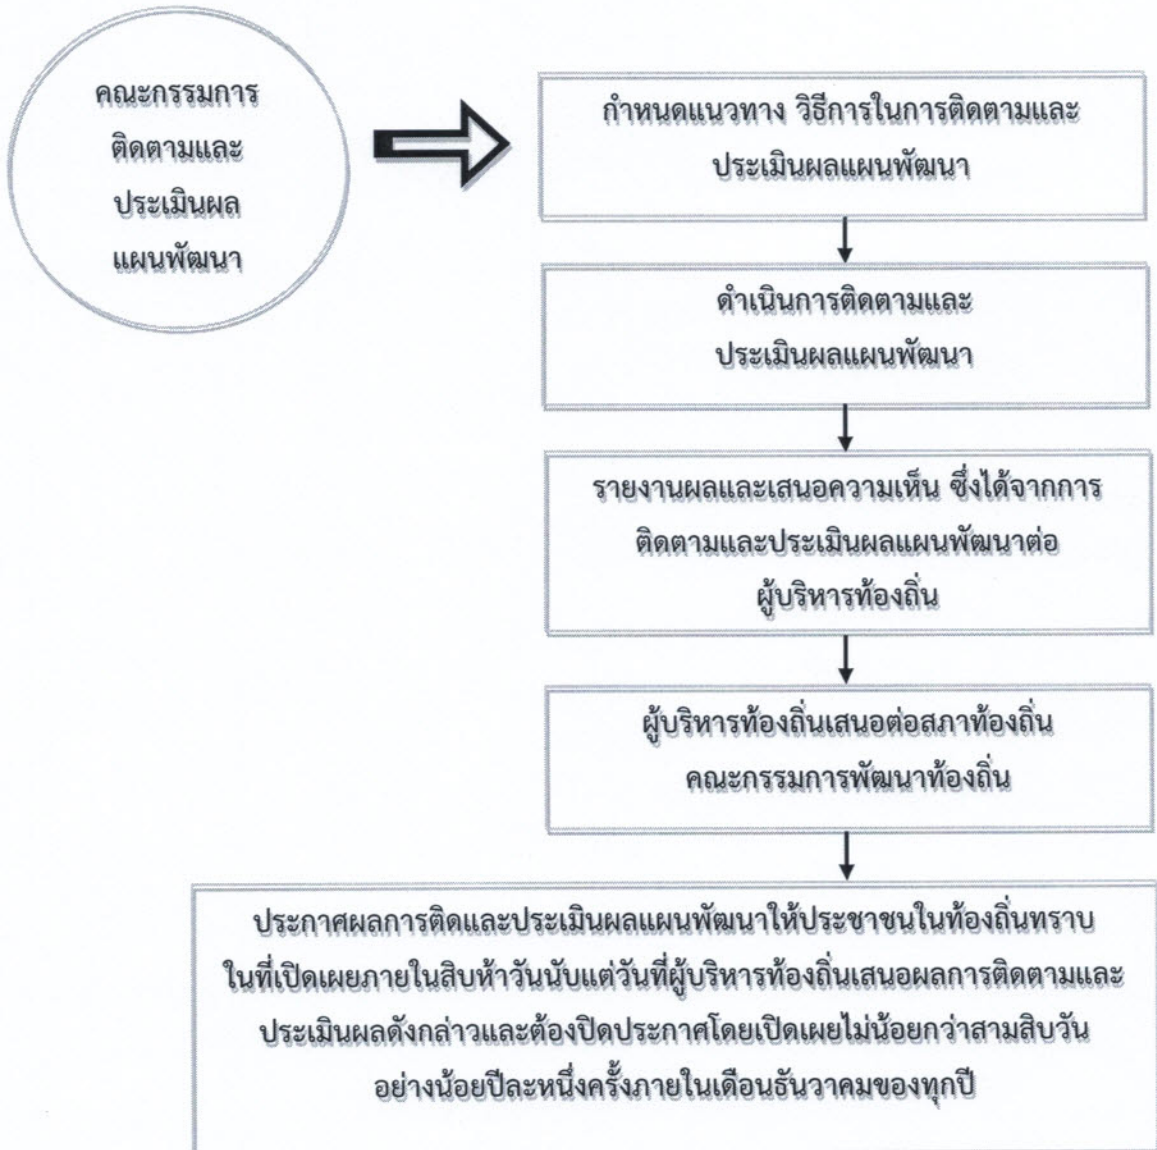 คณะกรรมการ
ติดตามและ
ประเมินผล
แผนพัฒนา
กำหนดแนวทาง วิธีการในการติดตามและ
ประเมินผลแผนพัฒนา
ดำเนินการติดตามและ
ประเมินผลแผนพัฒนา
รายงานผลและเสนอความเห็น ซึ่งได้จากการ
ติดตามและประเมินผลแผนพัฒนาต่อ
ผู้บริหารท้องถิ่น
ผู้บริหารท้องถิ่นเสนอต่อสภาท้องถิ่น
คณะกรรมการพัฒนาท้องถิ่น
ประกาศผลการติดและประเมินผลแผนพัฒนาให้ประชาชนในท้องถิ่นทราบ
ในที่เปิดเผยภายในสิบห้าวันนับแต่วันที่ผู้บริหารท้องถิ่นเสนอผลการติดตามและ
ประเมินผลดังกล่าวและต้องปิดประกาศโดยเปิดเผยไม่น้อยกว่าสามสิบวัน
อย่างน้อยปีละหนึ่งครั้งภายในเดือนธันวาคมของทุกปี